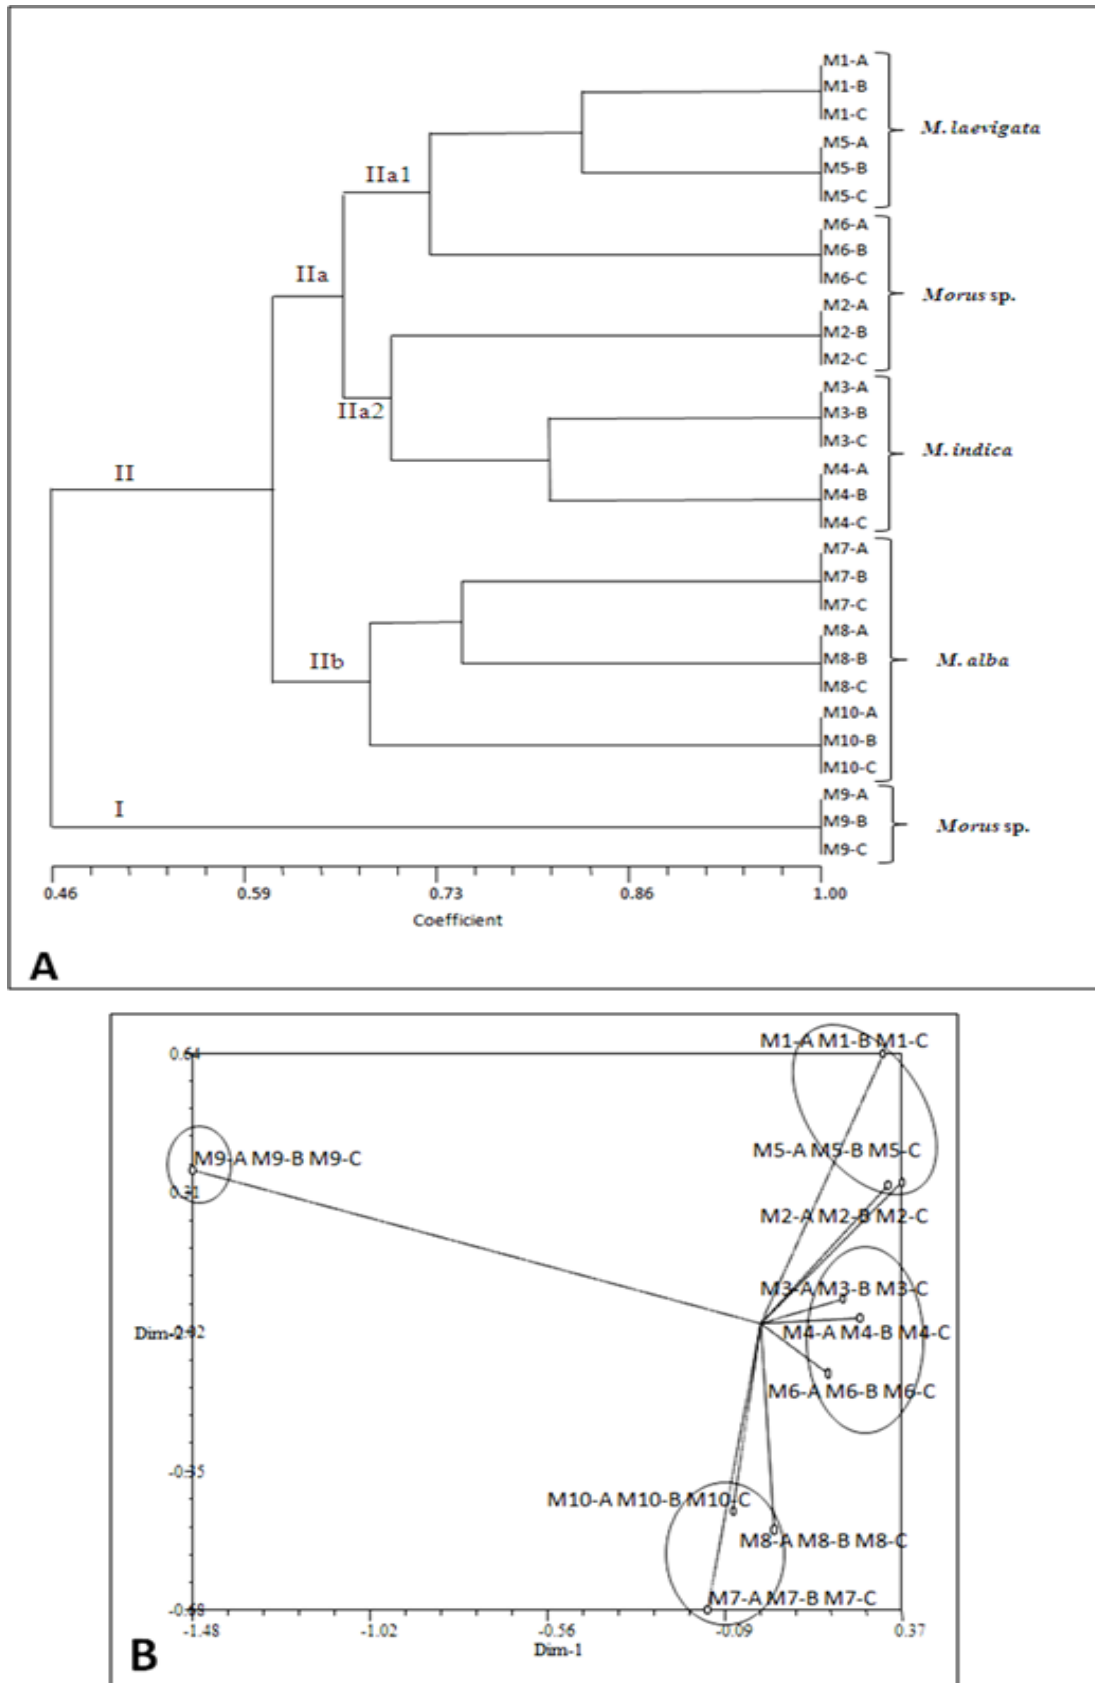 M1-A
M1-B
M1-C
M. laevigata
M5-A
M5-B
M5-C
IIa1
M6-A
M6-B
M6-C
IIa
Morus sp.
M2-A
M2-B
M2-C
M3-A
IIa2
M3-B
M3-C
M. indica
M4-A
II
M4-B
M4-C
M7-A
M7-B
M7-C
M8-A
IIb
M8-B
M. alba
M8-C
M10-A
M10-B
M10-C
M9-A
I
M9-B
Morus sp.
M9-C
0.46 0.59 0.73 0.86 1.00
Coefficient
A
M1-A M1-B M1-C
0.64
M5-A M5-B M5-C
M9-A M9-B M9-C
0.31
M2-A M2-B M2-C
M3-A M3-B M3-C
M4-A M4-B M4-C
M6-A M6-B M6-C
-0.35
M10-A M10-B M10-C
M8-A M8-B M8-C
M7-A M7-B M7-C
-1.48 -1.02 -0.56 -0.09 0.37
Dim-1
B